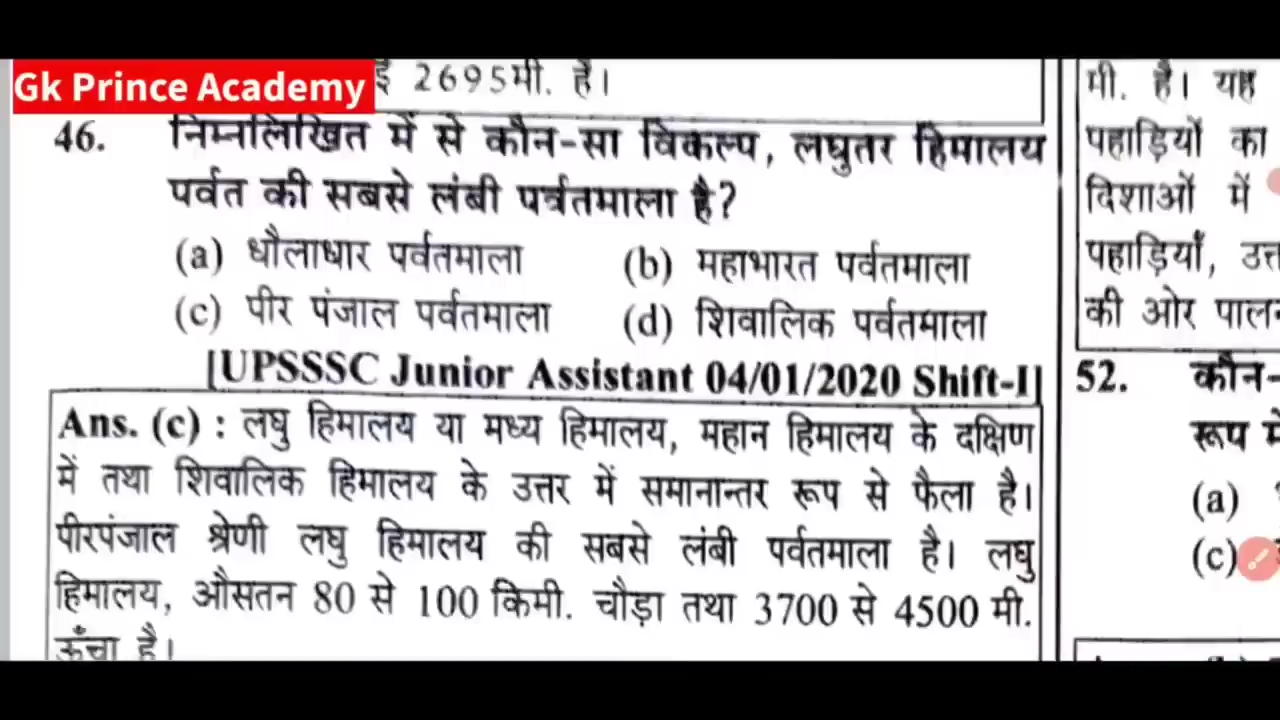 Gk Prince Academy
ई 2695मी. है।
46. निम्नलिखित में से कौन-सा विकल्प, लघुतर हिमालय
पर्वत की सबसे लंबी पर्वतमाला है?
(a) धौलाधार पर्वतमाला (b) महाभारत पर्वतमाला
(c) पीर पंजाल पर्वतमाला (d) शिवालिक पर्वतमाला
[UPSSSC Junior Assistant 04/01/2020 Shift-I]
Ans. (c) : लघु हिमालय या मध्य हिमालय, महान हिमालय के दक्षिण
में तथा शिवालिक हिमालय के उत्तर में समानान्तर रूप से फैला है।
पीरपंजाल श्रेणी लघु हिमालय की सबसे लंबी पर्वतमाला है। लघु
हिमालय, औसतन 80 से 100 किमी. चौड़ा तथा 3700 से 4500 मी.
ऊँचा है।
मी. है। यह
पहाड़ियों का
दिशाओं में
पहाड़ियाँ, उत्त
की ओर पालन
52. कौन-
रूप मे
(a)
(c)